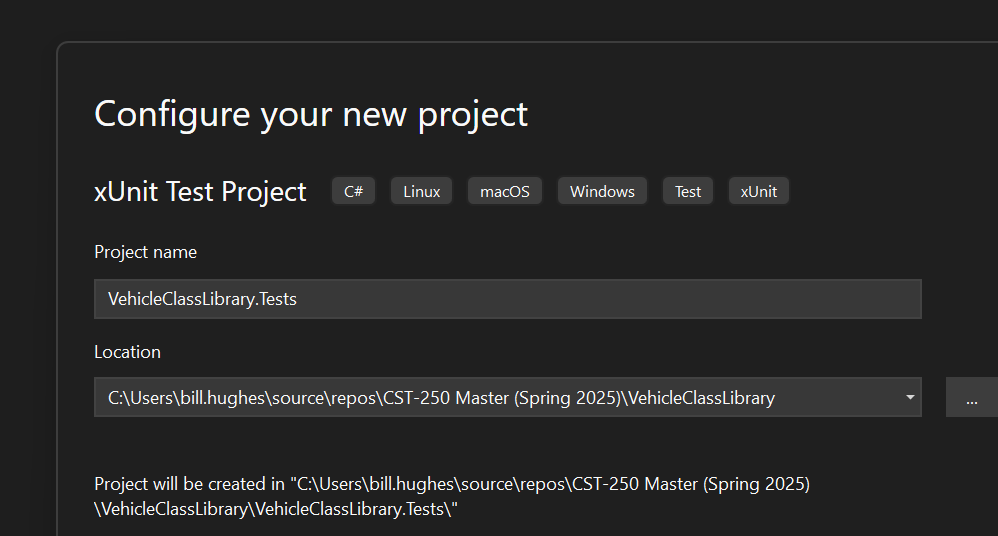 Configure your new project
xUnit Test Project C# Linux macOS Windows Test xUnit
Project name
VehicleClassLibrary.Tests
Location
C:\Users\bill.hughes\source\repos\CST-250 Master (Spring 2025)\VehicleClassLibrary ...
Project will be created in "C:\Users\bill.hughes\source\repos\CST-250 Master (Spring 2025)
\VehicleClassLibrary\VehicleClassLibrary.Tests\"